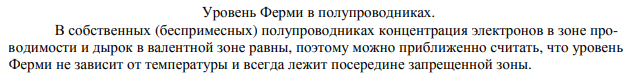 Уровень Ферми в полупроводниках.
В собственных (беспримесных) полупроводниках концентрация электронов в зоне про-
водимости и дырок в валентной зоне равны, поэтому можно приближенно считать, что уровень
Ферми не зависит от температуры и всегда лежит посередине запрещенной зоны.